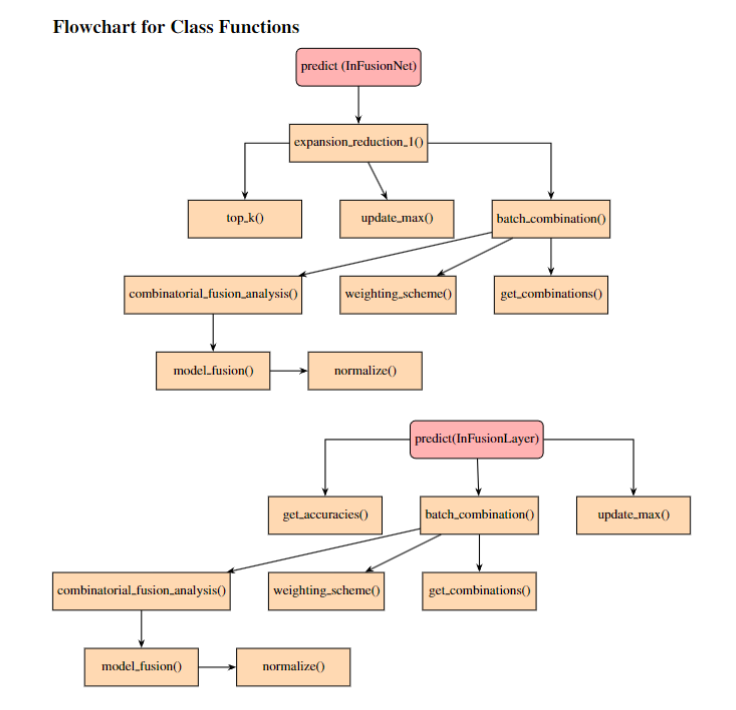 Flowchart for Class Functions
predict (InFusionNet)
expansion_reduction_1()
top_k()
update_max()
batch_combination()
combinatorial_fusion_analysis()
weighting_scheme()
get_combinations()
model_fusion()
normalize()
predict(InFusionLayer)
get_accuracies()
batch_combination()
update_max()
combinatorial_fusion_analysis()
weighting_scheme()
get_combinations()
model_fusion()
normalize()